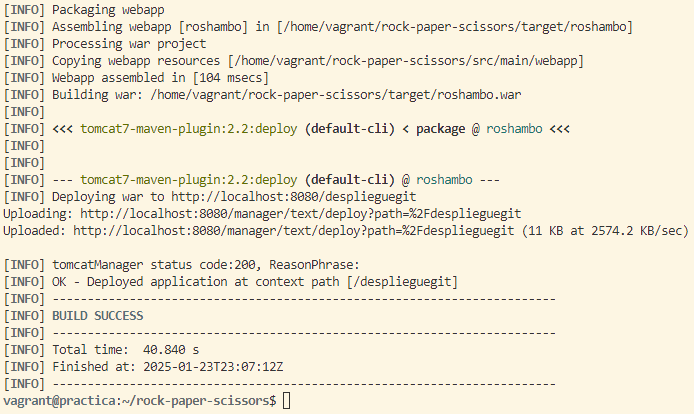 [INFO] Packaging webapp
[INFO] Assembling webapp [roshambo] in [/home/vagrant/rock-paper-scissors/target/roshambo]
[INFO] Processing war project
[INFO] Copying webapp resources [/home/vagrant/rock-paper-scissors/src/main/webapp]
[INFO] Webapp assembled in [104 msecs]
[INFO] Building war: /home/vagrant/rock-paper-scissors/target/roshambo.war
[INFO]
[INFO] <<< tomcat7-maven-plugin:2.2:deploy (default-cli) < package @ roshambo <<<
[INFO]
[INFO]
[INFO] --- tomcat7-maven-plugin:2.2:deploy (default-cli) @ roshambo ---
[INFO] Deploying war to http://localhost:8080/desplieguegit
Uploading: http://localhost:8080/manager/text/deploy?path=%2Fdesplieguegit
Uploaded: http://localhost:8080/manager/text/deploy?path=%2Fdesplieguegit (11 KB at 2574.2 KB/sec)

[INFO] tomcatManager status code:200, ReasonPhrase:
[INFO] OK - Deployed application at context path [/desplieguegit]
[INFO] ------------------------------------------------------------------------
[INFO] BUILD SUCCESS
[INFO] ------------------------------------------------------------------------
[INFO] Total time:  40.840 s
[INFO] Finished at: 2025-01-23T23:07:12Z
[INFO] ------------------------------------------------------------------------
vagrant@practica:~/rock-paper-scissors$